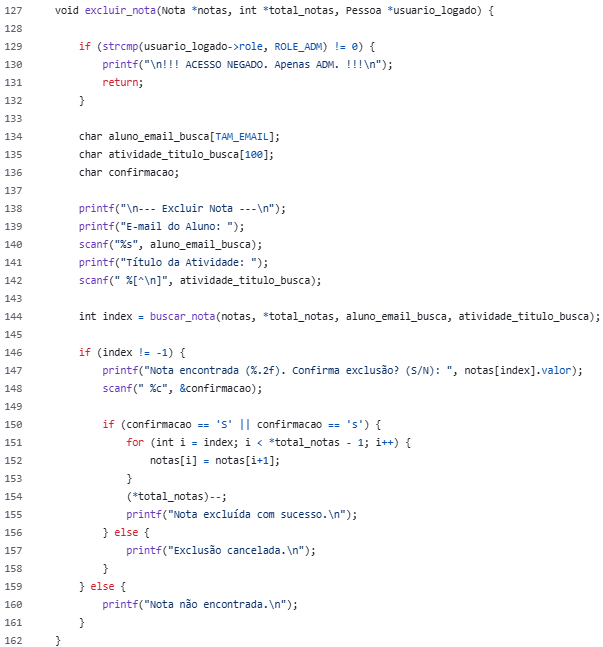 127 void excluir_nota(Nota *notas, int *total_notas, Pessoa *usuario_logado) {
128
129     if (strcmp(usuario_logado->role, ROLE_ADM) != 0) {
130         printf("\n!!! ACESSO NEGADO. Apenas ADM. !!!\n");
131         return;
132     }
133
134     char aluno_email_busca[TAM_EMAIL];
135     char atividade_titulo_busca[100];
136     char confirmacao;
137
138     printf("\n--- Excluir Nota ---\n");
139     printf("E-mail do Aluno: ");
140     scanf("%s", aluno_email_busca);
141     printf("Título da Atividade: ");
142     scanf(" %[^\n]", atividade_titulo_busca);
143
144     int index = buscar_nota(notas, *total_notas, aluno_email_busca, atividade_titulo_busca);
145
146     if (index != -1) {
147         printf("Nota encontrada (%.2f). Confirma exclusão? (S/N): ", notas[index].valor);
148         scanf(" %c", &confirmacao);
149
150         if (confirmacao == 'S' || confirmacao == 's') {
151             for (int i = index; i < *total_notas - 1; i++) {
152                 notas[i] = notas[i+1];
153             }
154             (*total_notas)--;
155             printf("Nota excluída com sucesso.\n");
156         } else {
157             printf("Exclusão cancelada.\n");
158         }
159     } else {
160         printf("Nota não encontrada.\n");
161     }
162 }